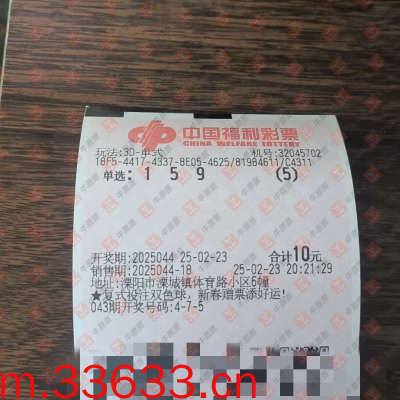 中国福利彩票
CHINA WELFARE LOTTERY
玩法:3D-单式 机号:32045702
18F5-4417-4337-8E05-4625/81984611/C4311
单选: 1 5 9 (5)
开奖期:2025044 25-02-23 合计10元
销售期:2025044-18 25-02-23 20:21:29
地址:溧阳市溧城镇体育路小区6幢
★复式投注双色球,新春赠票添好运!
043期开奖号码:4-7-5
m.33633.cn